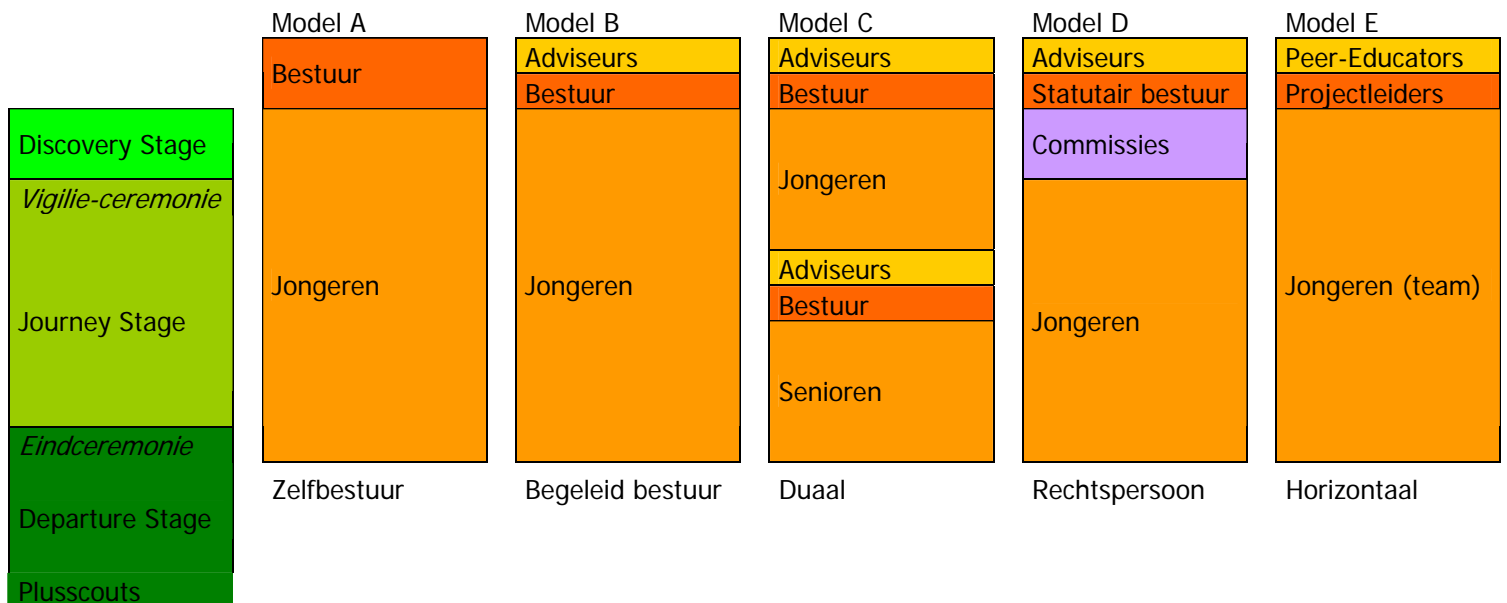 Model A
Bestuur
Jongeren
Zelfbestuur
Model B
Adviseurs
Bestuur
Jongeren
Begeleid bestuur
Model C
Adviseurs
Bestuur
Jongeren
Adviseurs
Bestuur
Senioren
Duaal
Model D
Adviseurs
Statutair bestuur
Commissies
Jongeren
Rechtspersoon
Model E
Peer-Educators
Projectleiders
Jongeren (team)
Horizontaal
Discovery Stage
Vigilie-ceremonie
Journey Stage
Eindceremonie
Departure Stage
Plusscouts